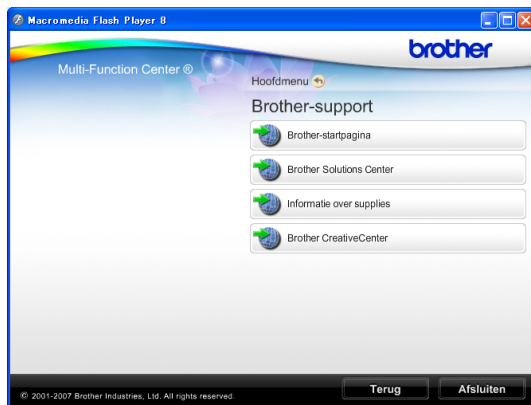 Macromedia Flash Player 8
brother
Multi-Function Center ®
Hoofdmenu
Brother-support
Brother-startpagina
Brother Solutions Center
Informatie over supplies
Brother CreativeCenter
© 2001-2007 Brother Industries, Ltd. All rights reserved.
Terug
Afsluiten